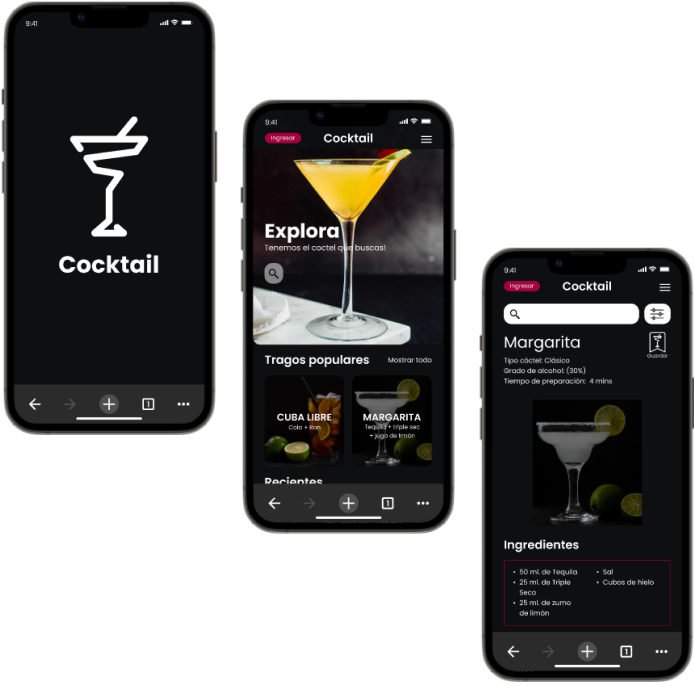 9:41
Cocktail
1
9:41
Ingresar
Cocktail
Explora
Tenemos el coctel que buscas!
Tragos populares
Mostrar todo
CUBA LIBRE
Cola + Ron
MARGARITA
Tequila + triple sec
+ jugo de limón
Recientes
1
9:41
Ingresar
Cocktail
Margarita
Guardar
Tipo cóctel: Clásico
Grado de alcohol: (30%)
Tiempo de preparación: 4 mins
Ingredientes
• 50 ml. de Tequila
• 25 ml. de Triple
Seco
• 25 ml. de zumo
de limón
• Sal
• Cubos de hielo
1